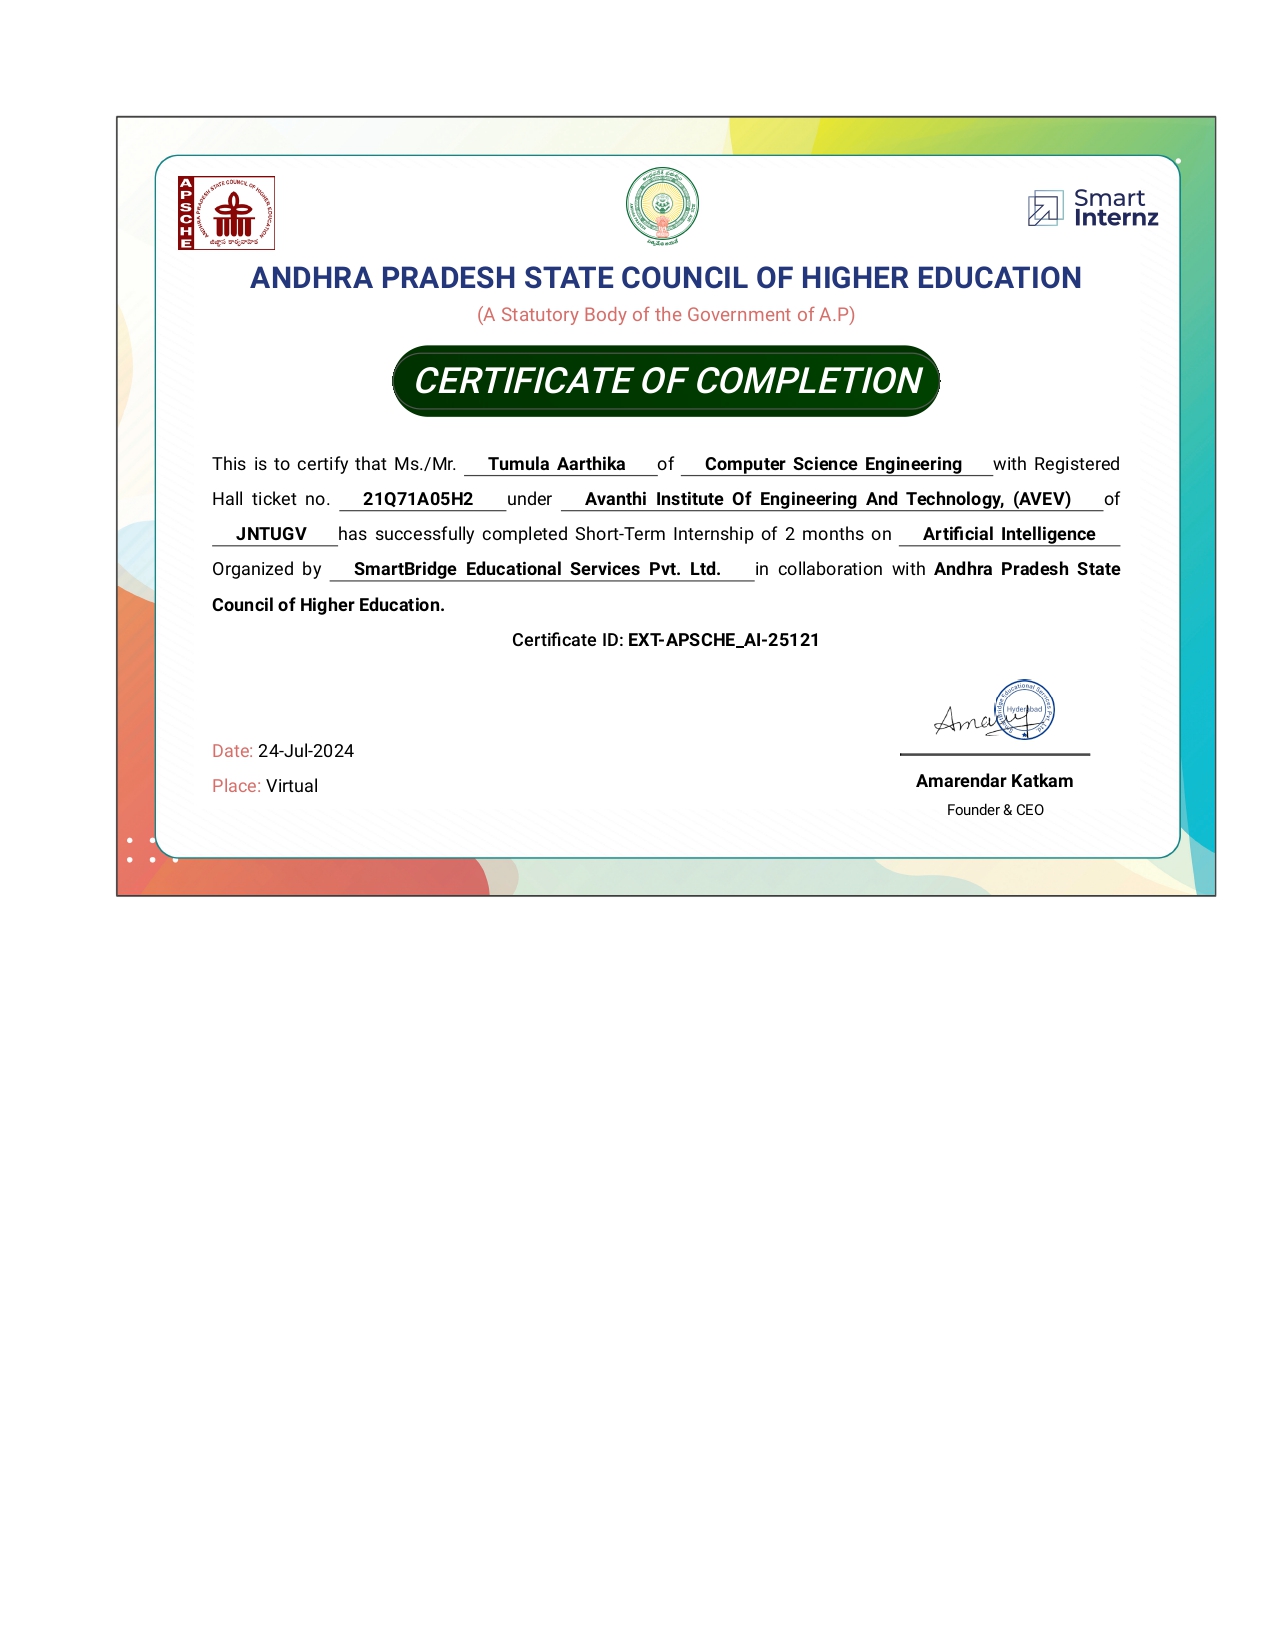 APSCHE
ANDHRA PRADESH STATE COUNCIL OF HIGHER EDUCATION
Smart
Internz
ANDHRA PRADESH STATE COUNCIL OF HIGHER EDUCATION
(A Statutory Body of the Government of A.P)
CERTIFICATE OF COMPLETION
This is to certify that Ms./Mr. Tumula Aarthika of Computer Science Engineering with Registered
Hall ticket no. 21Q71A05H2 under Avanthi Institute Of Engineering And Technology, (AVEV) of
JNTUGV has successfully completed Short-Term Internship of 2 months on Artificial Intelligence
Organized by SmartBridge Educational Services Pvt. Ltd. in collaboration with Andhra Pradesh State
Council of Higher Education.
Certificate ID: EXT-APSCHE_AI-25121
Hyderabad
Date: 24-Jul-2024
Place: Virtual
Amarendar Katkam
Founder & CEO